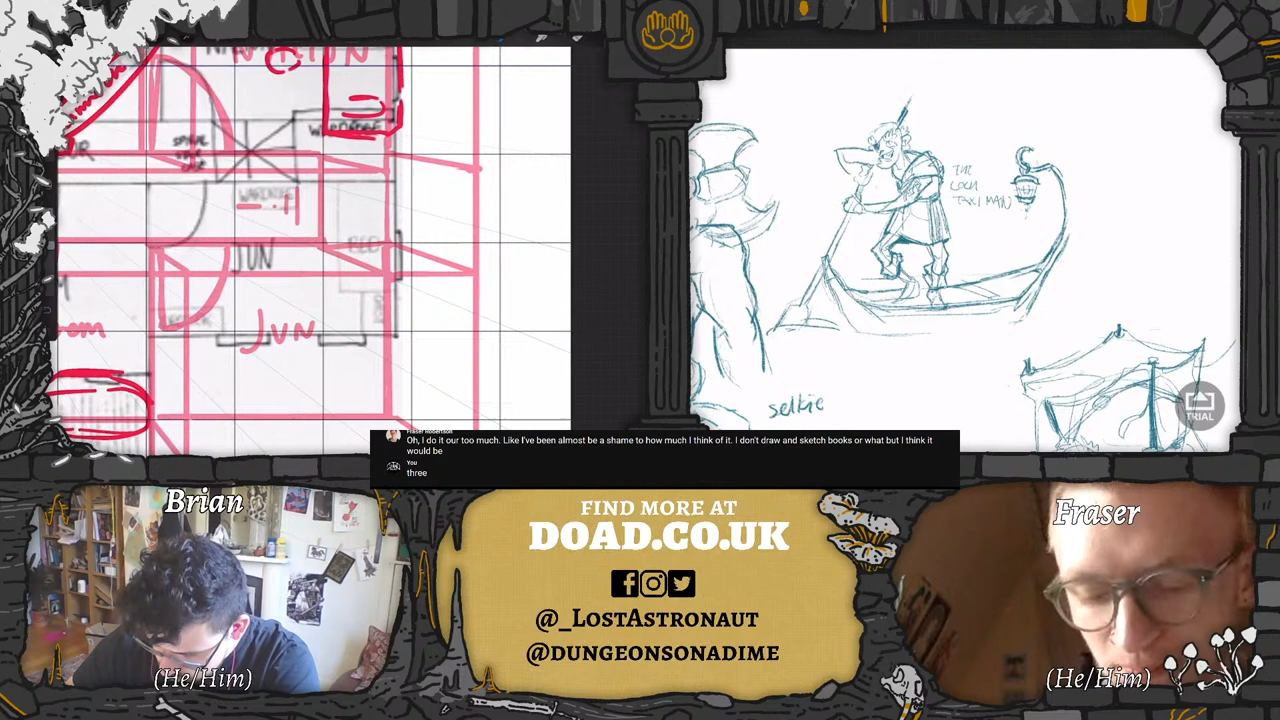 WARDROBE
WARDROBE
BED
JUN
JUN
THE
LOCH
TAXI MAN
selkie
TRIAL
Fraser Robertson
Oh, I do it our too much. Like I've been almost be a shame to how much I think of it. I don't draw and sketch books or what but I think it
would be
You
three
Brian
(He/Him)
FIND MORE AT
DOAD.CO.UK
@_LostAstronaut
@dungeonsonadime
Fraser
(He/Him)